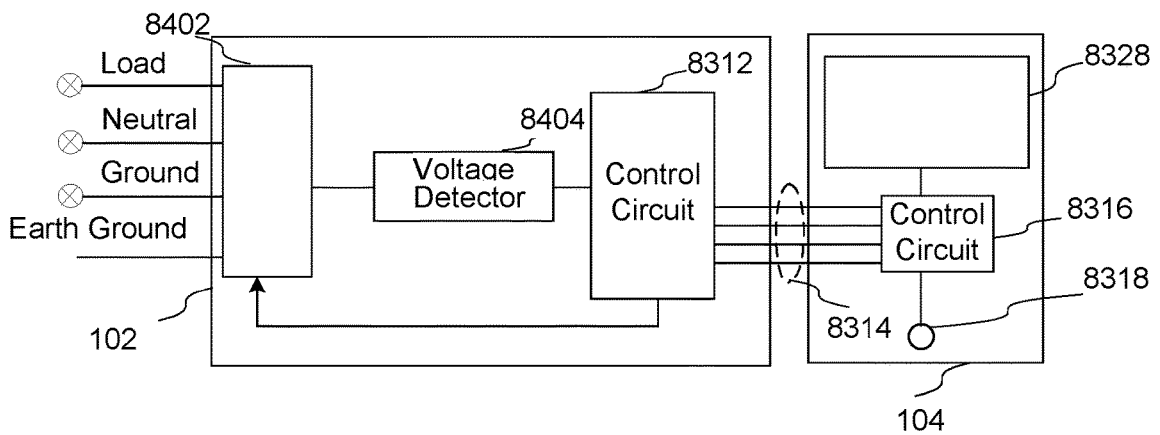 8402
Load
Neutral
Ground
Earth Ground
102
8404
Voltage
Detector
8312
Control
Circuit
8314
8328
Control
Circuit
8316
8318
104